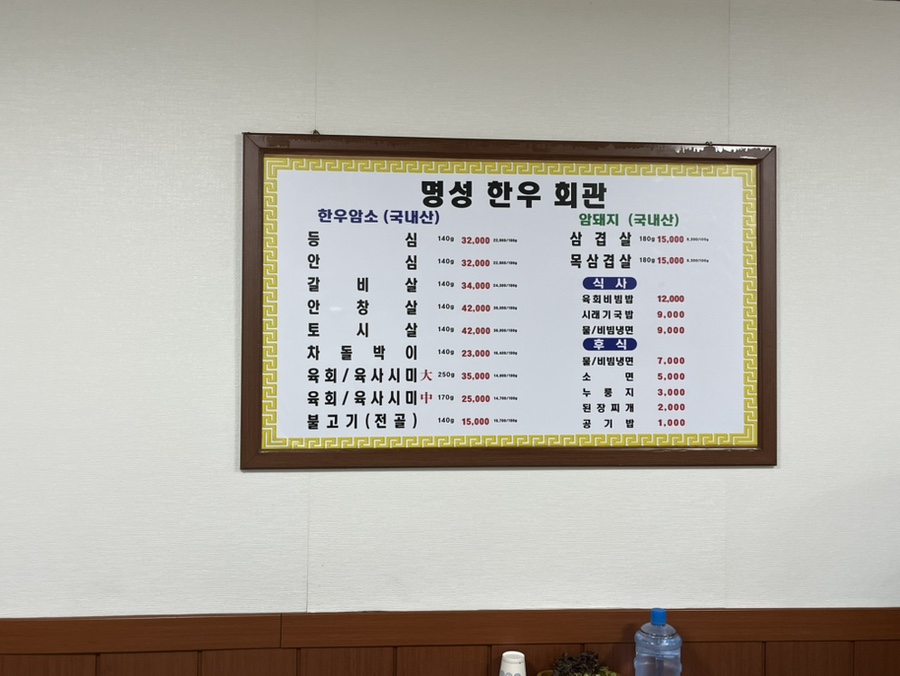 명성 한우 회관
한우암소 (국내산)
등심 140g 32,000
안심 140g 32,000
갈비살 140g 34,000
안창살 140g 42,000
토시살 140g 42,000
차돌박이 140g 23,000
육회/육사시미大 250g 35,000
육회/육사시미中 170g 25,000
불고기(전골) 140g 15,000
암돼지 (국내산)
삼겹살 180g 15,000
목삼겹살 180g 15,000
식사
육회비빔밥 12,000
시래기국밥 9,000
물/비빔냉면 9,000
후식
물/비빔냉면 7,000
소면 5,000
누룽지 3,000
된장찌개 2,000
공기밥 1,000